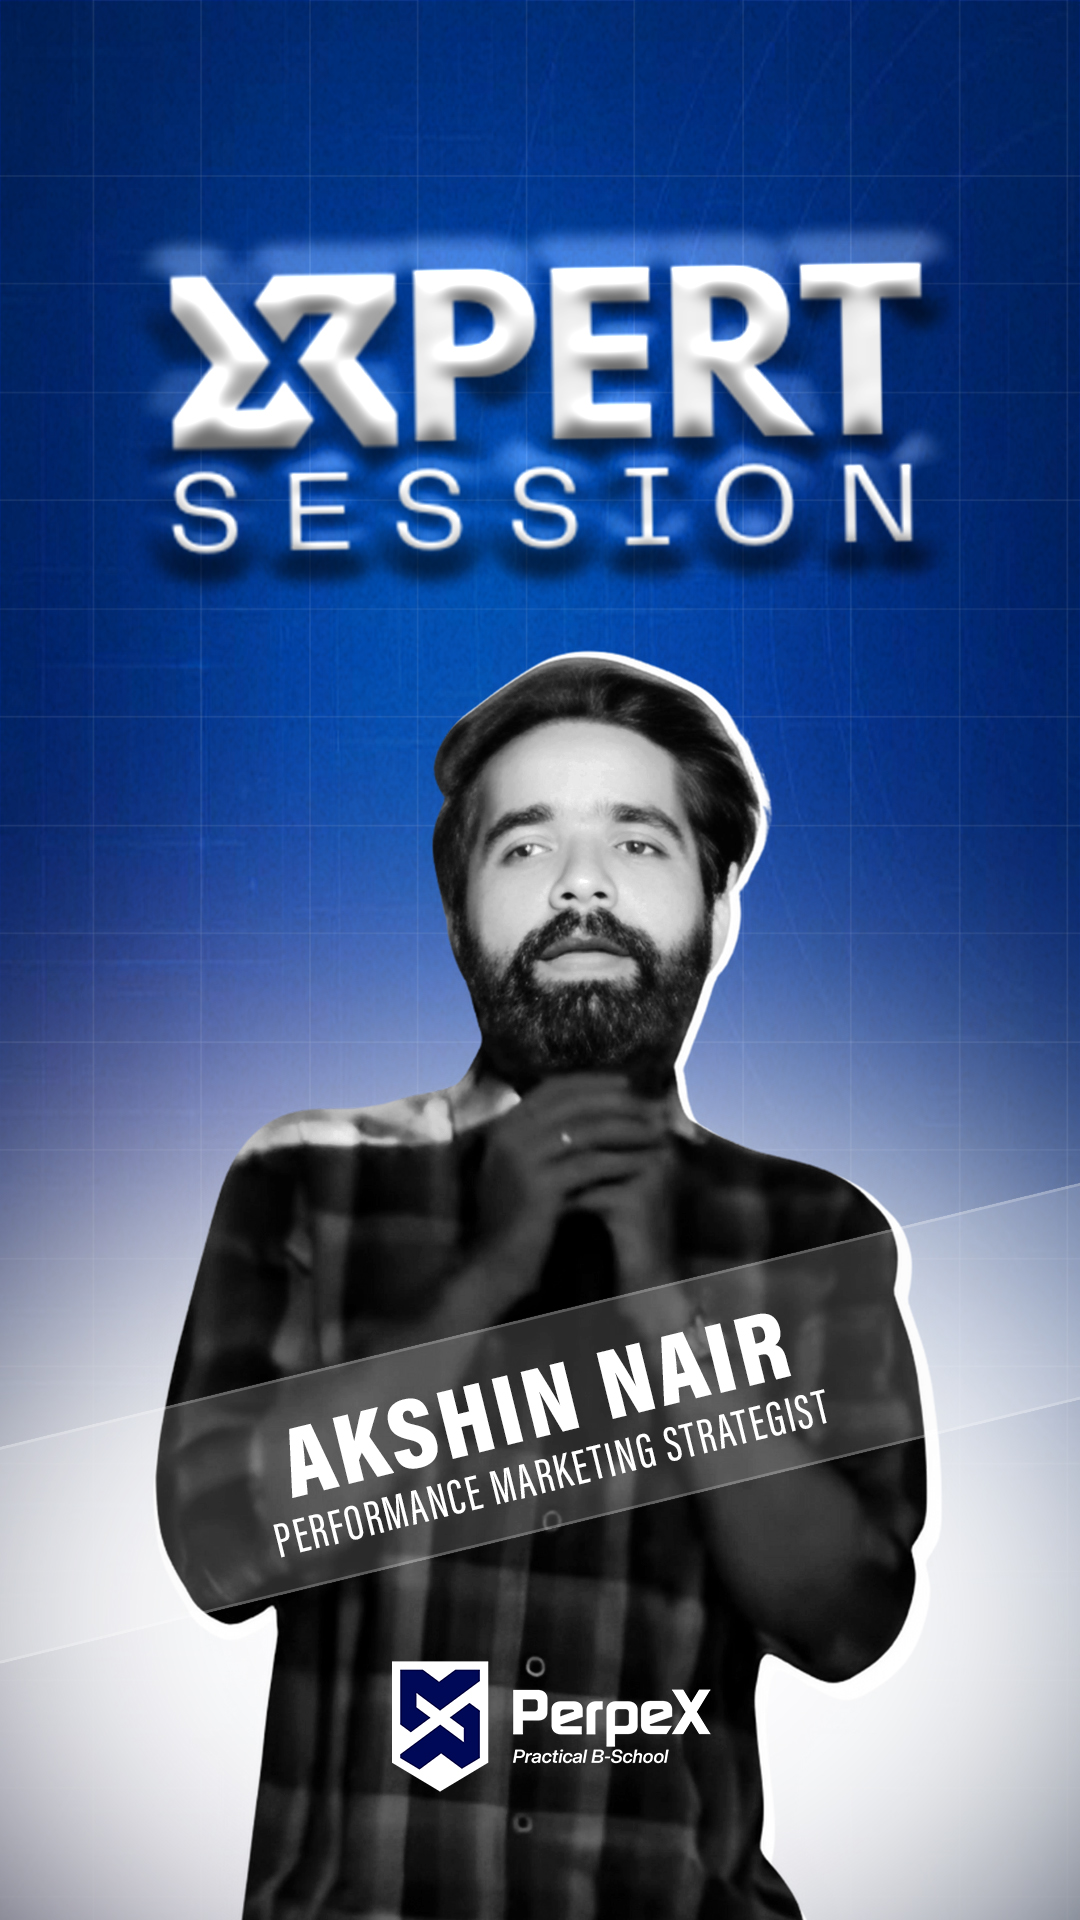 XPERT
SESSION
AKSHIN NAIR
PERFORMANCE MARKETING STRATEGIST
PerpeX
Practical B-School